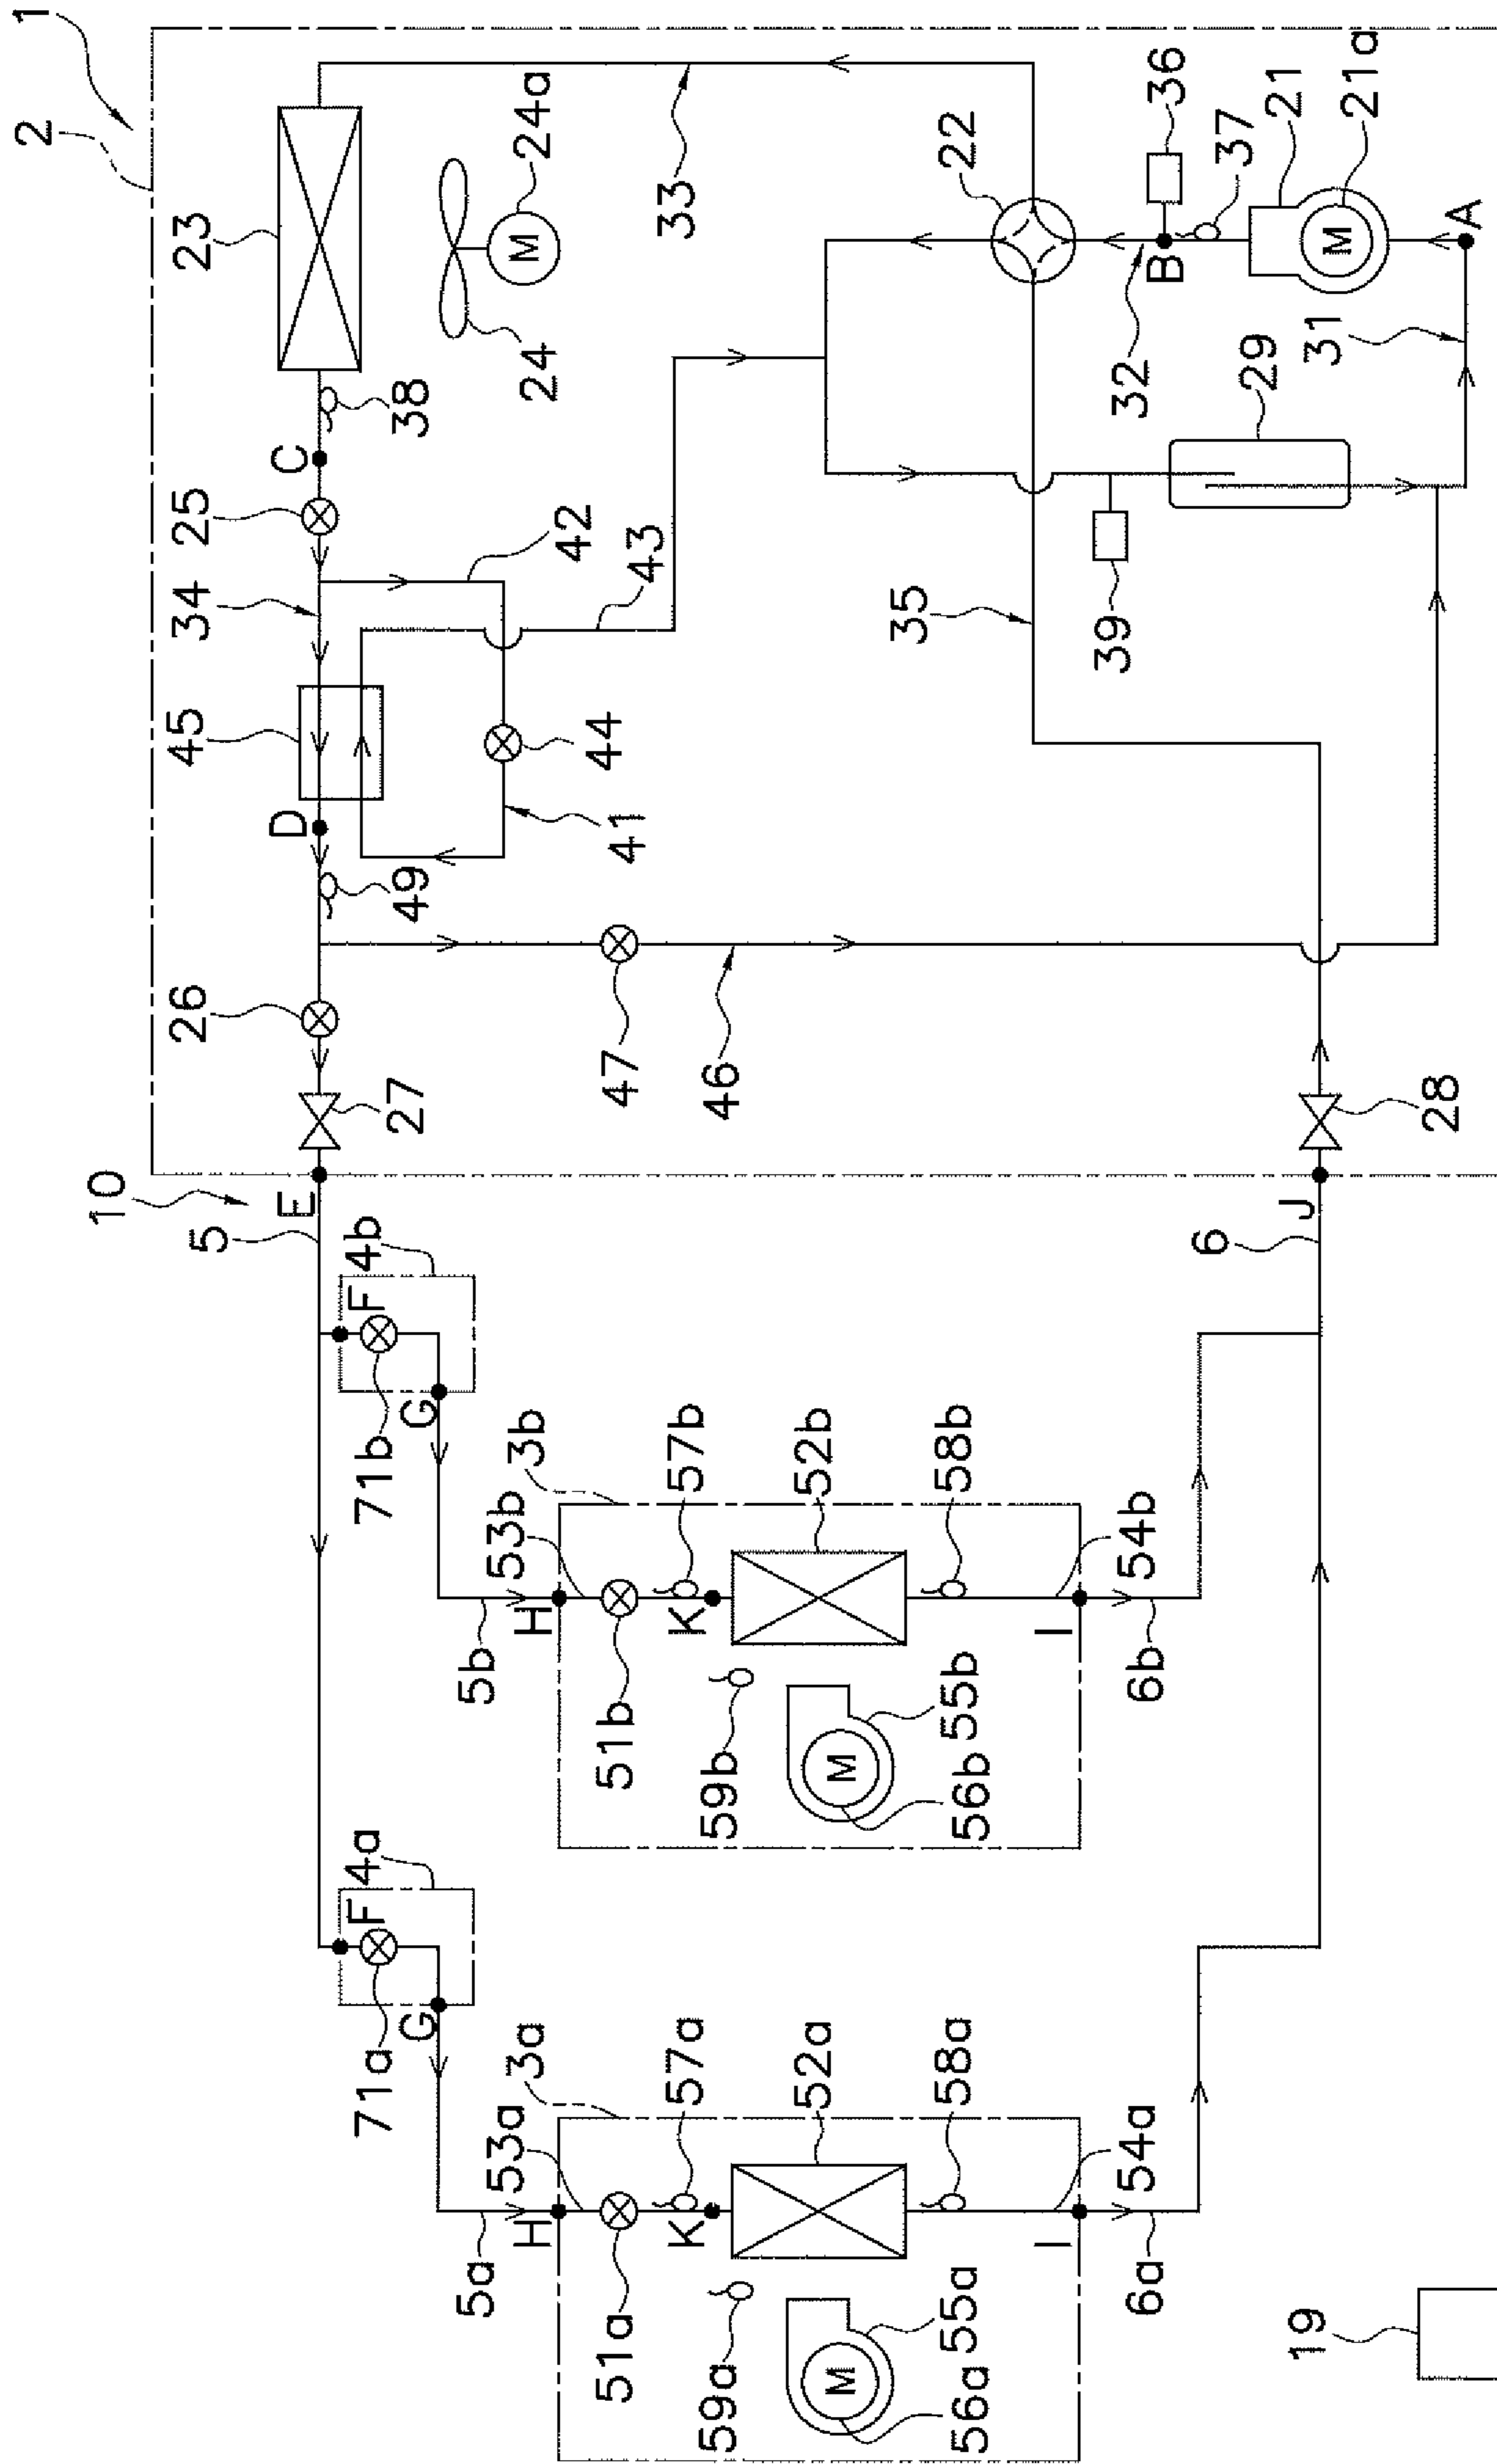 1
2
23
24a
M
24
38
C
25
33
22
36
37
B
21
21a
M
A
32
31
29
39
42
43
34
45
44
41
D
49
35
26
47
46
27
28
10
E
5
J
6
4b
F
71b
G
3b
53b
57b
52b
58b
54b
H
K
I
5b
51b
59b
M
55b
56b
6b
4a
F
71a
G
3a
53a
57a
52a
58a
54a
H
K
I
5a
51a
59a
M
55a
56a
6a
19